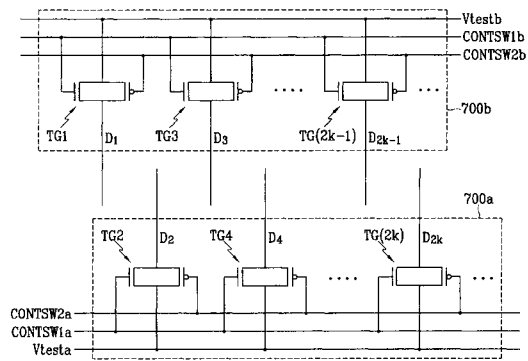 Vtestb
CONTSW1b
CONTSW2b
700b
TG1 D1 TG3 D3 TG(2k-1) D2k-1
700a
TG2 D2 TG4 D4 TG(2k) D2k
CONTSW2a
CONTSW1a
Vtesta